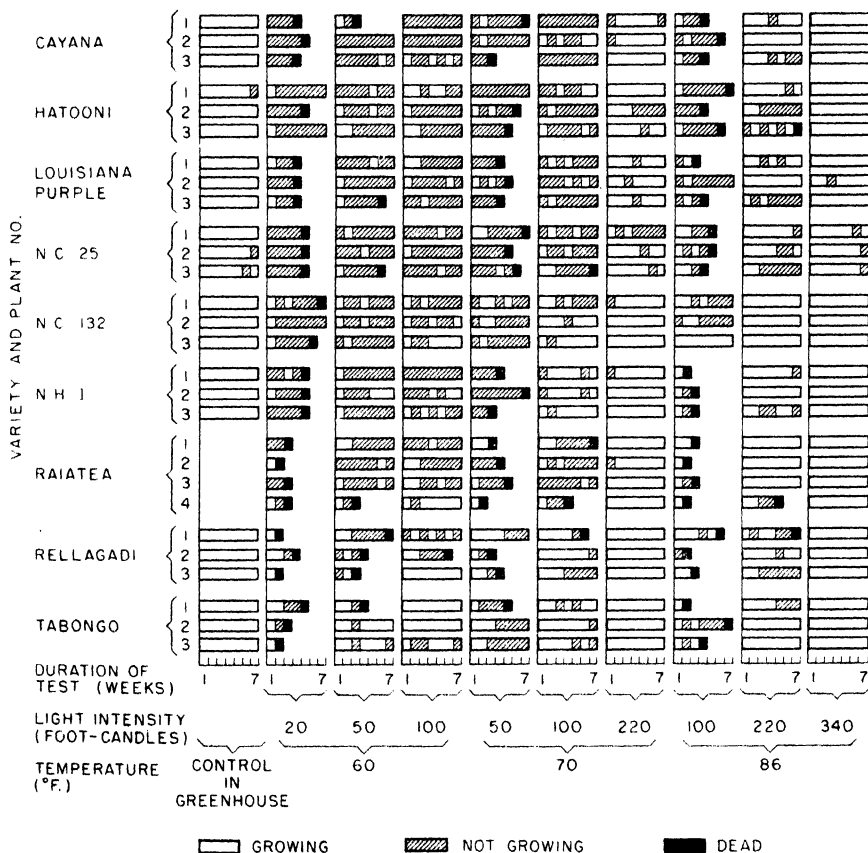 VARIETY AND PLANT NO.
CAYANA
1
2
3
HATOONI
1
2
3
LOUISIANA
PURPLE
1
2
3
N C 25
1
2
3
N C 132
1
2
3
N H 1
1
2
3
RAIATEA
1
2
3
4
RELLAGADI
1
2
3
TABONGO
1
2
3
DURATION OF
TEST (WEEKS)
1 7 1 7 1 7 1 7 1 7 1 7 1 7 1 7 1 7 1 7
LIGHT INTENSITY
(FOOT-CANDLES)
20 50 100 50 100 220 100 220 340
TEMPERATURE
(°F.)
CONTROL
IN
GREENHOUSE
60 70 86
GROWING NOT GROWING DEAD